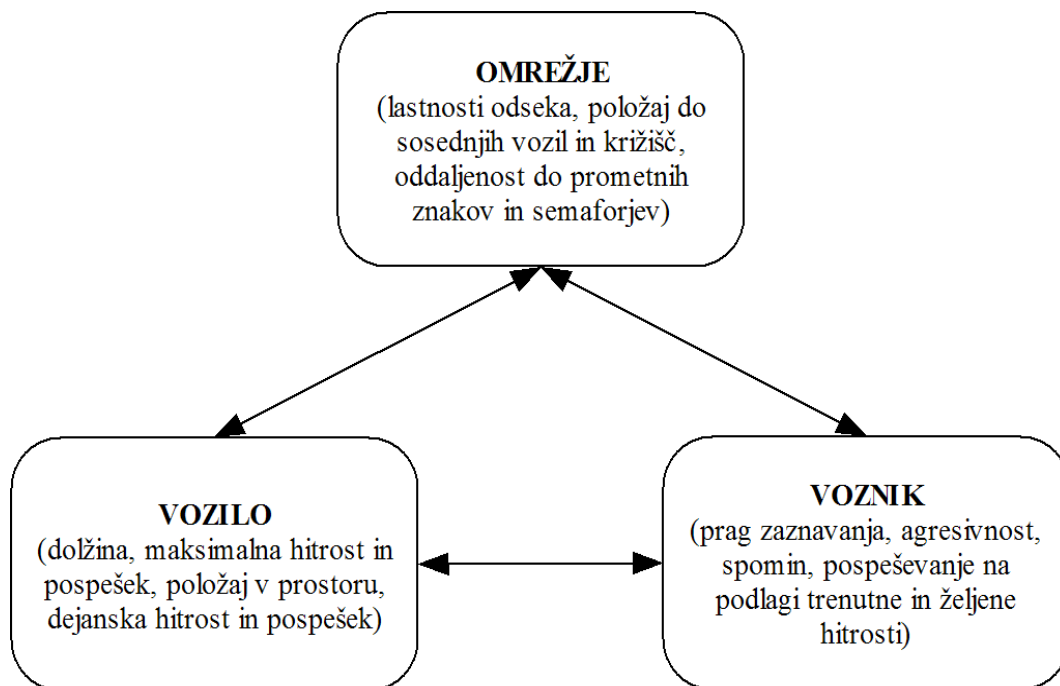 OMREŽJE
(lastnosti odseka, položaj do
sosednjih vozil in križišč,
oddaljenost do prometnih
znakov in semaforjev)
VOZILO
(dolžina, maksimalna hitrost in
pospešek, položaj v prostoru,
dejanska hitrost in pospešek)
VOZNIK
(prag zaznavanja, agresivnost,
spomin, pospeševanje na
podlagi trenutne in željene
hitrosti)